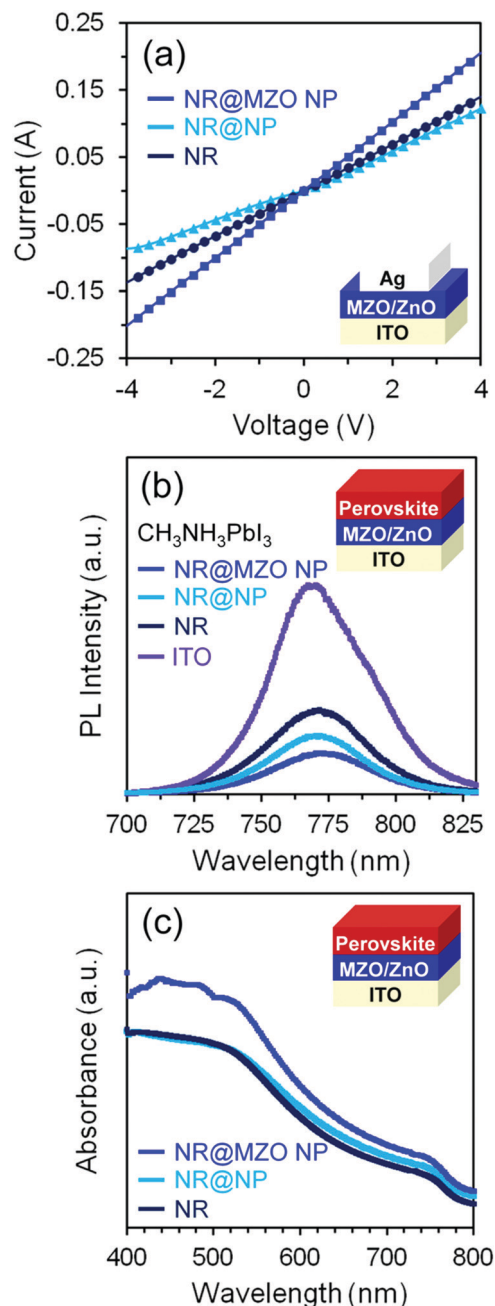 (a)
0.25
0.15
0.05
-0.05
-0.15
-0.25
Current (A)
NR@MZO NP
NR@NP
NR
Ag
MZO/ZnO
ITO
-4
-2
0
2
4
Voltage (V)
(b)
CH₃NH₃PbI₃
NR@MZO NP
NR@NP
NR
ITO
Perovskite
MZO/ZnO
ITO
PL Intensity (a.u.)
700
725
750
775
800
825
Wavelength (nm)
(c)
Perovskite
MZO/ZnO
ITO
Absorbance (a.u.)
NR@MZO NP
NR@NP
NR
400
500
600
700
800
Wavelength (nm)